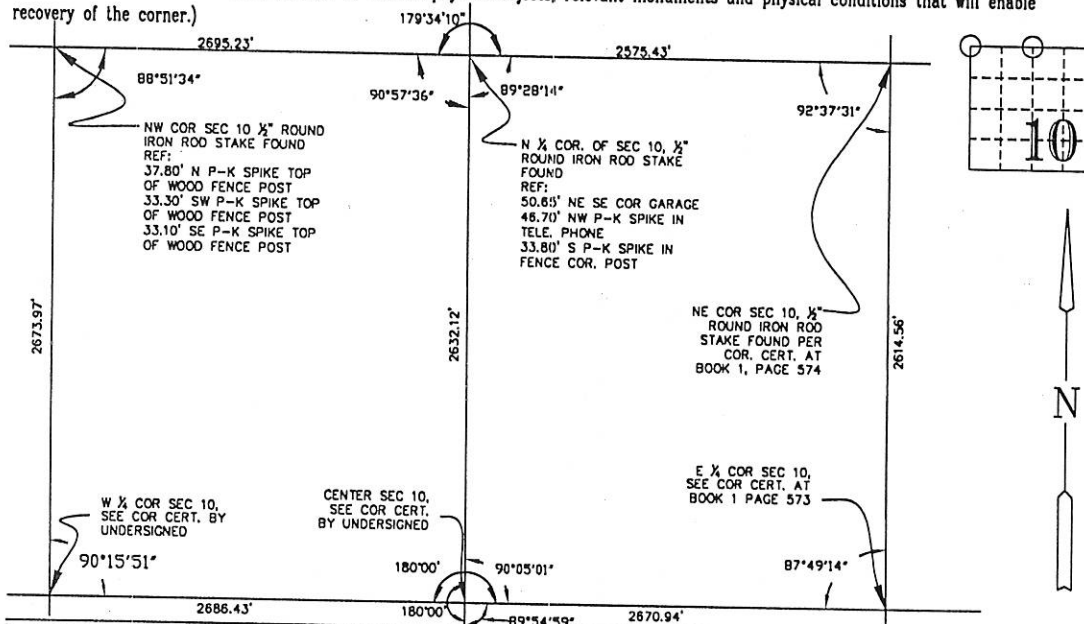 relevant monuments and physical conditions that will enable
recovery of the corner.)
179°34'10"
2695.23'
2575.43'
88°51'34"
90°57'36"
89°28'14"
92°37'31"
NW COR SEC 10 ½" ROUND
IRON ROD STAKE FOUND
REF:
37.80' N P-K SPIKE TOP
OF WOOD FENCE POST
33.30' SW P-K SPIKE TOP
OF WOOD FENCE POST
33.10' SE P-K SPIKE TOP
OF WOOD FENCE POST
N ¼ COR. OF SEC 10, ½"
ROUND IRON ROD STAKE
FOUND
REF:
50.65' NE SE COR GARAGE
46.70' NW P-K SPIKE IN
TELE. PHONE
33.80' S P-K SPIKE IN
FENCE COR. POST
10
2673.97'
2632.12'
2614.56'
NE COR SEC 10, ½"
ROUND IRON ROD
STAKE FOUND PER
COR. CERT. AT
BOOK 1, PAGE 574
N
W ¼ COR SEC 10,
SEE COR CERT. BY
UNDERSIGNED
CENTER SEC 10,
SEE COR CERT.
BY UNDERSIGNED
E ¼ COR SEC 10,
SEE COR CERT. AT
BOOK 1 PAGE 573
90°15'51"
180°00'
90°05'01"
87°49'14"
2686.43'
180°00'
89°54'59"
2670.94'